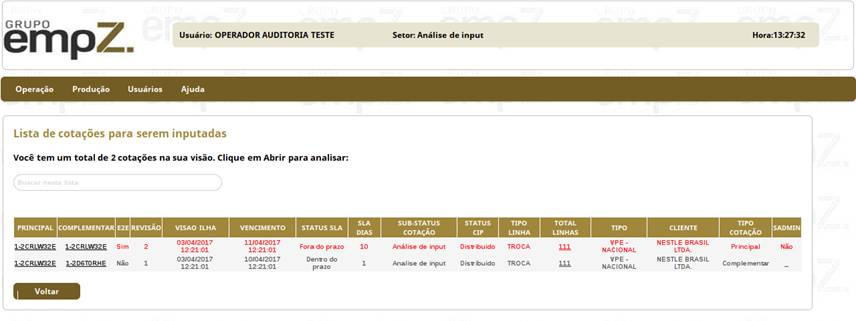 GRUPO
empZ.
Usuário: OPERADOR AUDITORIA TESTE Setor: Análise de input Hora:13:27:32
Operação Produção Usuários Ajuda
Lista de cotações para serem inputadas
Você tem um total de 2 cotações na sua visão. Clique em Abrir para analisar:
Buscar nesta lista
PRINCIPAL COMPLEMENTAR E2E REVISÃO VISAO ILHA VENCIMENTO STATUS SLA SLA DIAS SUB-STATUS COTAÇÃO STATUS CIP TIPO LINHA TOTAL LINHAS TIPO CLIENTE TIPO COTAÇÃO SADMIN
1-2CRLW32E 1-2CRLW32E Sim 2 03/04/2017 12:21:01 11/04/2017 12:21:01 Fora do prazo 10 Análise de input Distribuido TROCA 111 VPE - NACIONAL NESTLE BRASIL LTDA. Principal Não
1-2CRLW32E 1-2D6TDRHE Não 1 03/04/2017 12:21:01 10/04/2017 12:21:01 Dentro do prazo 1 Análise de input Distribuido TROCA 111 VPE - NACIONAL NESTLE BRASIL LTDA. Complementar _
Voltar